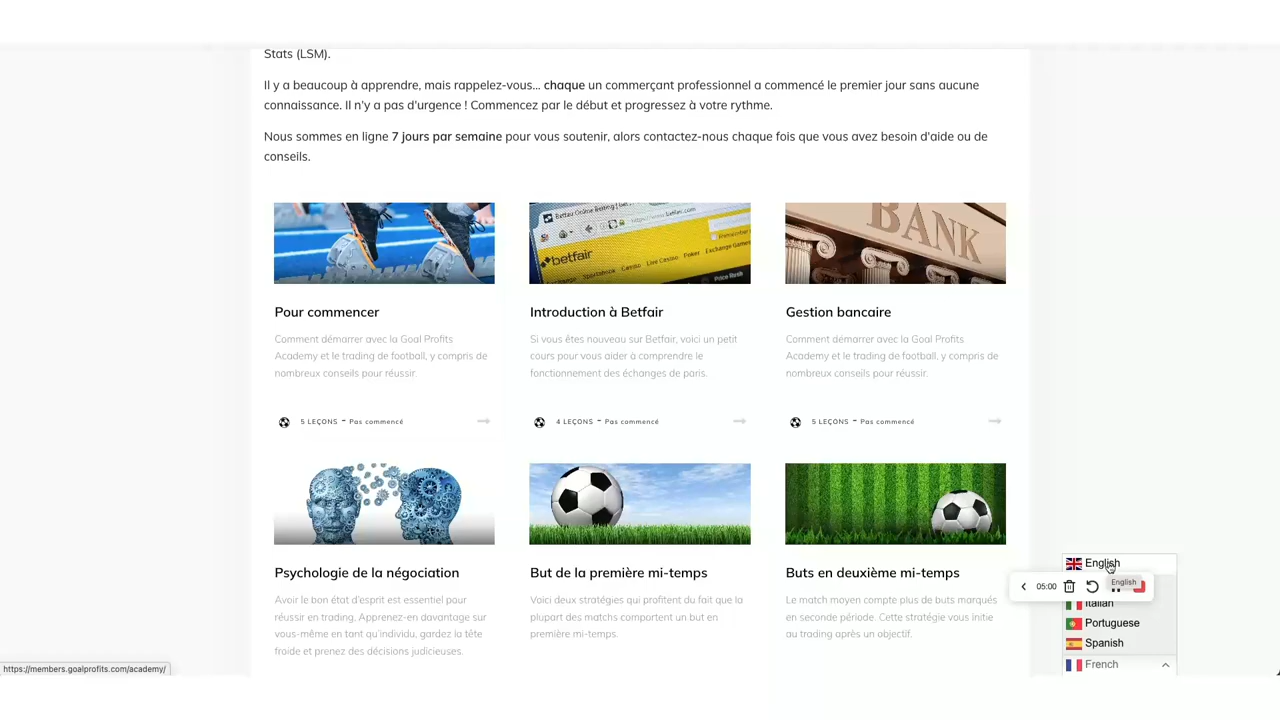 Stats (LSM).
Il y a beaucoup à apprendre, mais rappelez-vous... chaque un commerçant professionnel a commencé le premier jour sans aucune
connaissance. Il n'y a pas d'urgence ! Commencez par le début et progressez à votre rythme.
Nous sommes en ligne 7 jours par semaine pour vous soutenir, alors contactez-nous chaque fois que vous avez besoin d'aide ou de
conseils.
betfair
BANK
Pour commencer
Comment démarrer avec la Goal Profits
Academy et le trading de football, y compris de
nombreux conseils pour réussir.
5 LEÇONS - Pas commencé
Introduction à Betfair
Si vous êtes nouveau sur Betfair, voici un petit
cours pour vous aider à comprendre le
fonctionnement des échanges de paris.
4 LEÇONS - Pas commencé
Gestion bancaire
Comment démarrer avec la Goal Profits
Academy et le trading de football, y compris de
nombreux conseils pour réussir.
5 LEÇONS - Pas commencé
Psychologie de la négociation
Avoir le bon état d'esprit est essentiel pour
réussir en trading. Apprenez-en davantage sur
vous-même en tant qu'individu, gardez la tête
froide et prenez des décisions judicieuses.
But de la première mi-temps
Voici deux stratégies qui profitent du fait que la
plupart des matchs comportent un but en
première mi-temps.
Buts en deuxième mi-temps
Le match moyen compte plus de buts marqués
en seconde période. Cette stratégie vous initie
au trading après un objectif.
English
05:00
English
Italian
Portuguese
Spanish
French
https://members.goalprofits.com/academy/